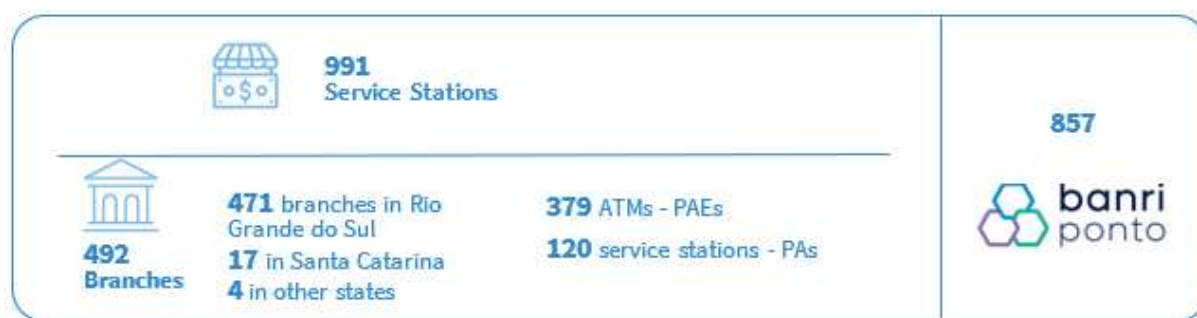 991
Service Stations
857
492
Branches
471 branches in Rio
Grande do Sul
17 in Santa Catarina
4 in other states
379 ATMs - PAEs
120 service stations - PAs
banri
ponto